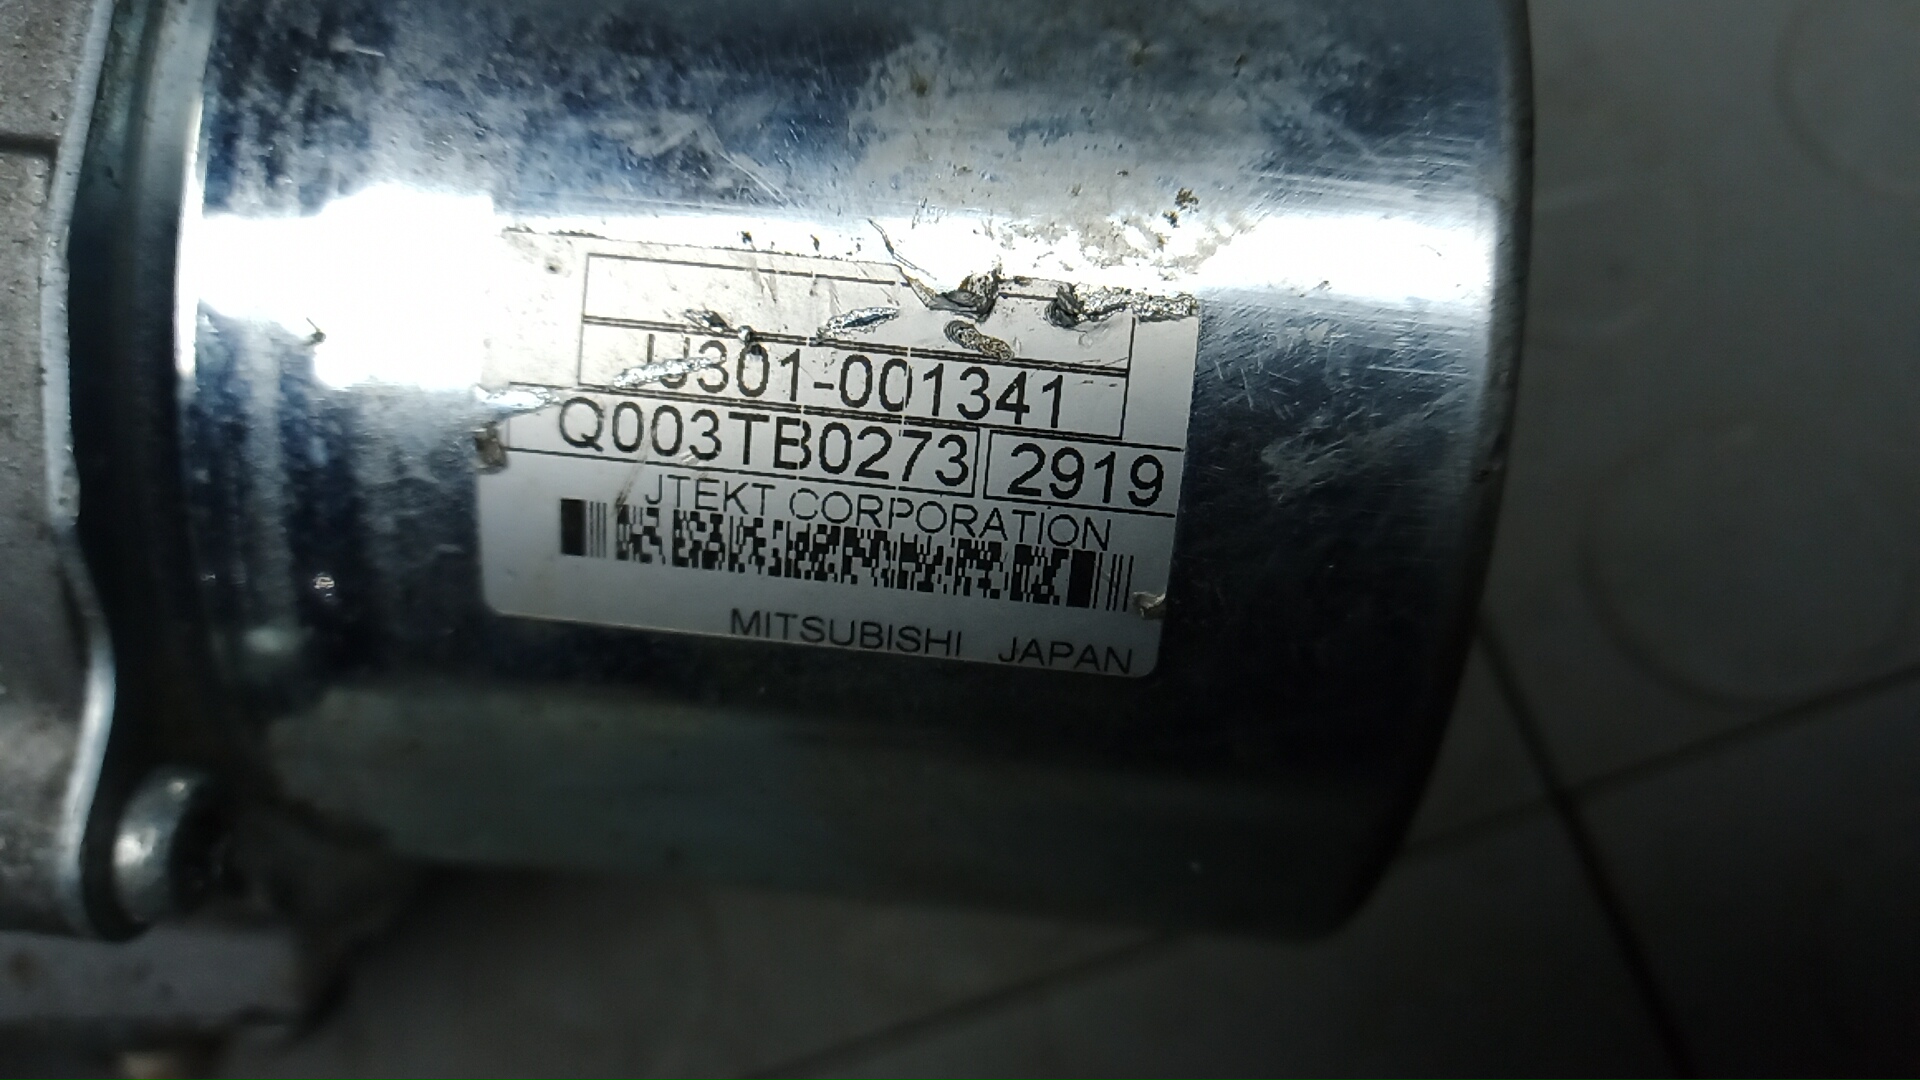 J301-001341
Q003TB0273 2919
JTEKT CORPORATION
MITSUBISHI JAPAN